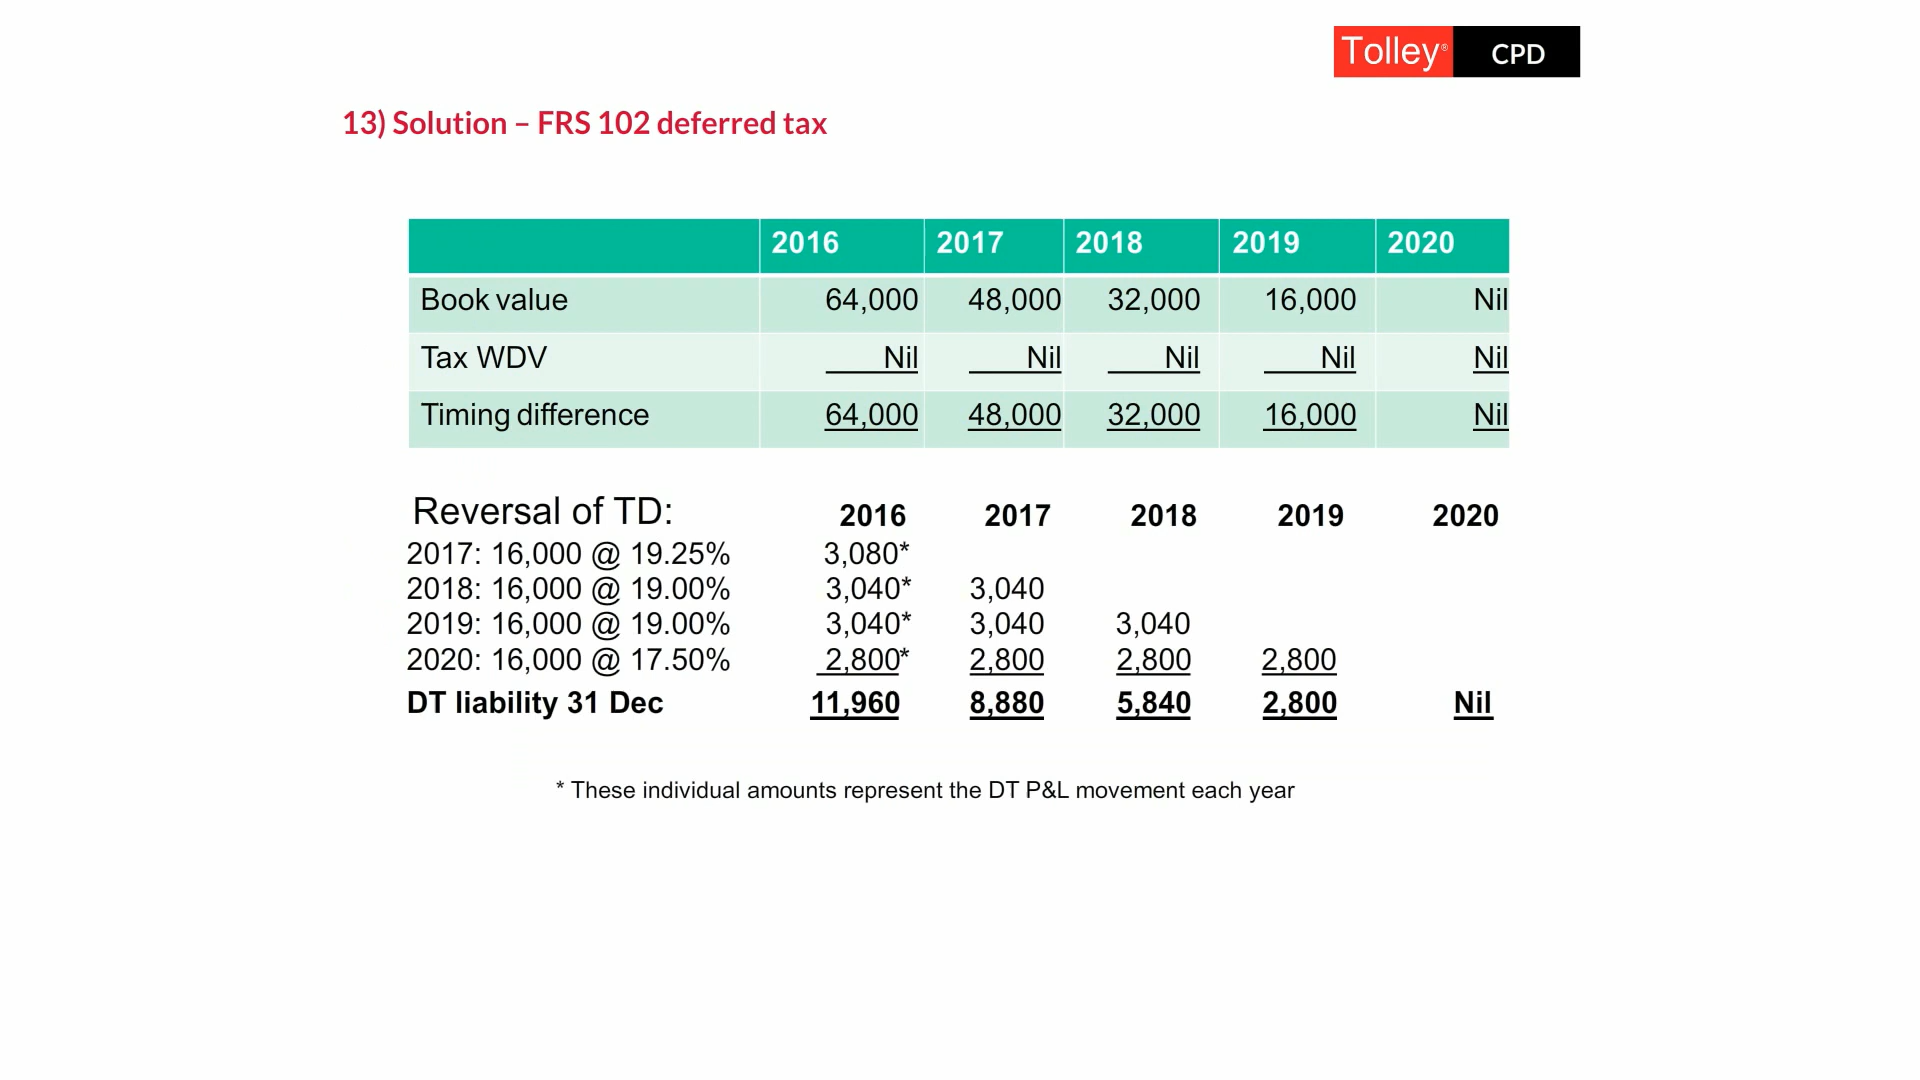 Tolley® CPD
13) Solution – FRS 102 deferred tax
2016 2017 2018 2019 2020
Book value 64,000 48,000 32,000 16,000 Nil
Tax WDV Nil Nil Nil Nil Nil
Timing difference 64,000 48,000 32,000 16,000 Nil
Reversal of TD: 2016 2017 2018 2019 2020
2017: 16,000 @ 19.25% 3,080*
2018: 16,000 @ 19.00% 3,040* 3,040
2019: 16,000 @ 19.00% 3,040* 3,040 3,040
2020: 16,000 @ 17.50% 2,800* 2,800 2,800 2,800
DT liability 31 Dec 11,960 8,880 5,840 2,800 Nil
* These individual amounts represent the DT P&L movement each year